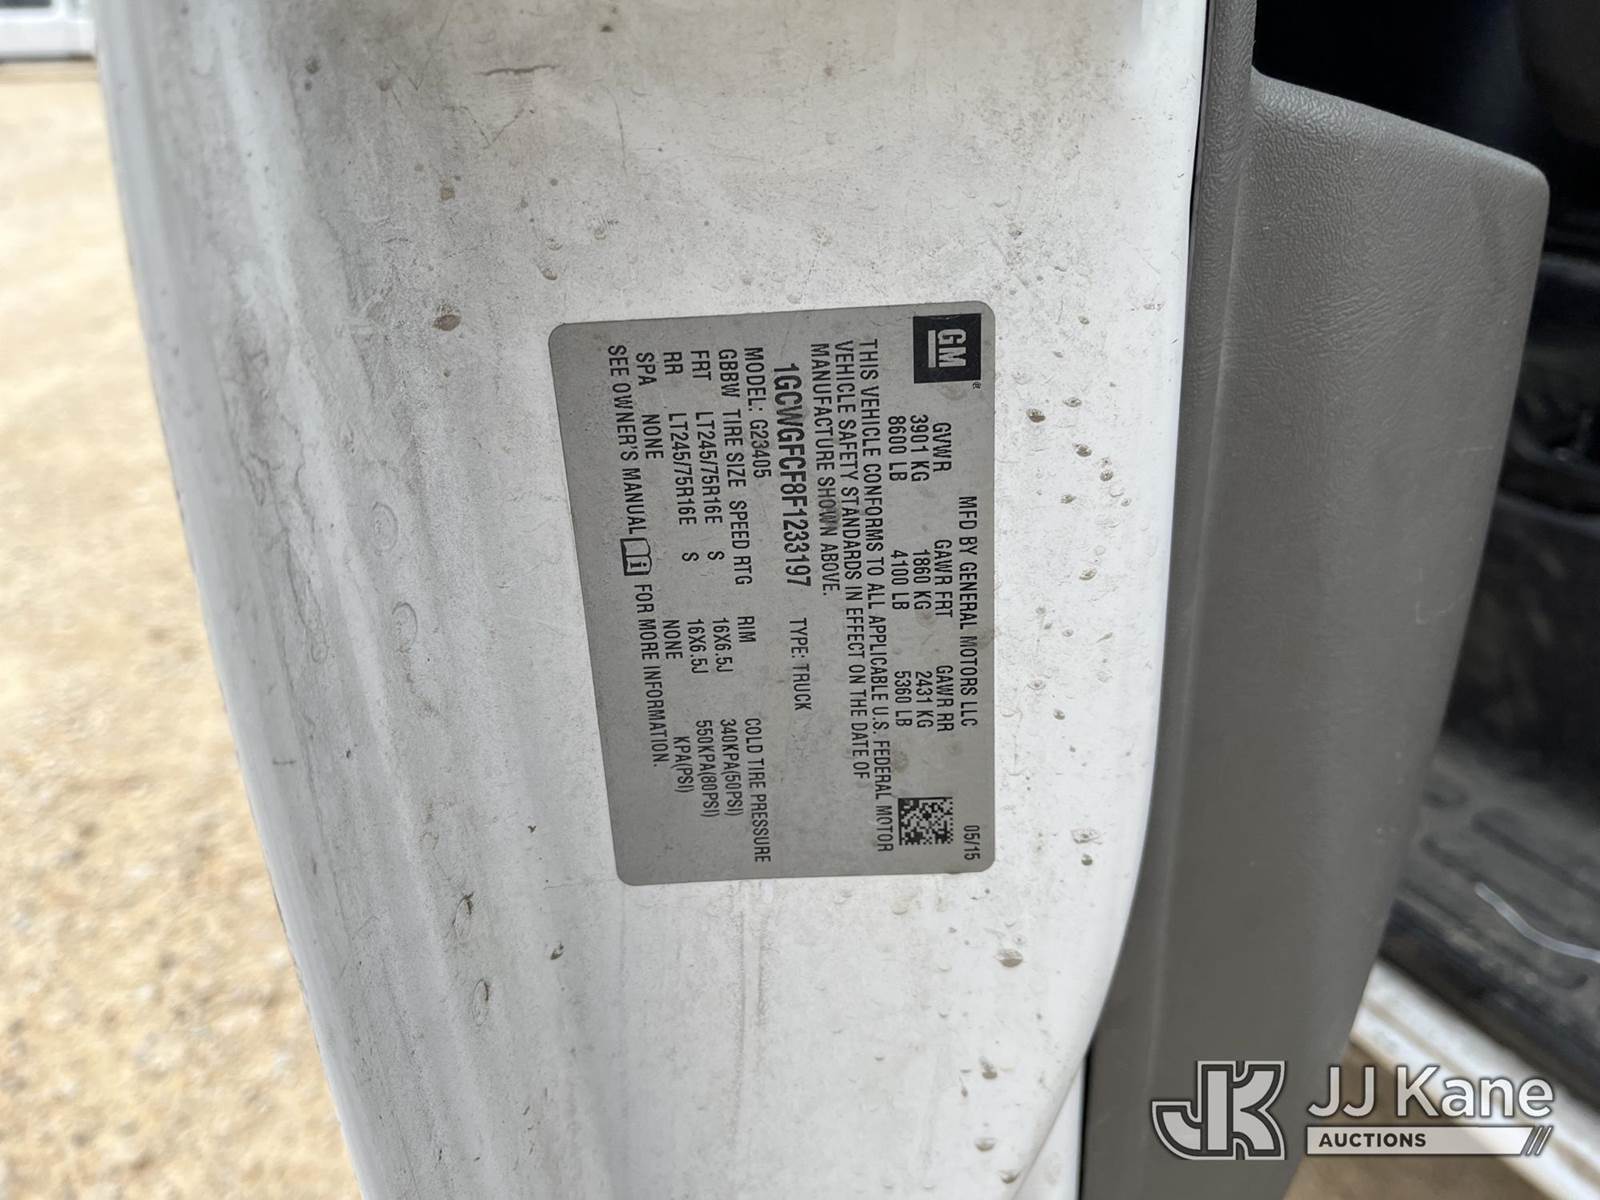 GM
MFD BY GENERAL MOTORS LLC 05/15
GVWR GAWR FRT GAWR RR
3901 KG 1860 KG 2431 KG
8600 LB 4100 LB 5360 LB
THIS VEHICLE CONFORMS TO ALL APPLICABLE U.S. FEDERAL MOTOR
VEHICLE SAFETY STANDARDS IN EFFECT ON THE DATE OF
MANUFACTURE SHOWN ABOVE.
1GCWGFCF8F1233197 TYPE: TRUCK
MODEL: G23405
GBBW TIRE SIZE SPEED RTG RIM COLD TIRE PRESSURE
FRT LT245/75R16E S 16X6.5J 340KPA(50PSI)
RR LT245/75R16E S 16X6.5J 550KPA(80PSI)
SPA NONE NONE KPA(PSI)
SEE OWNER'S MANUAL FOR MORE INFORMATION.
JK JJ Kane
AUCTIONS